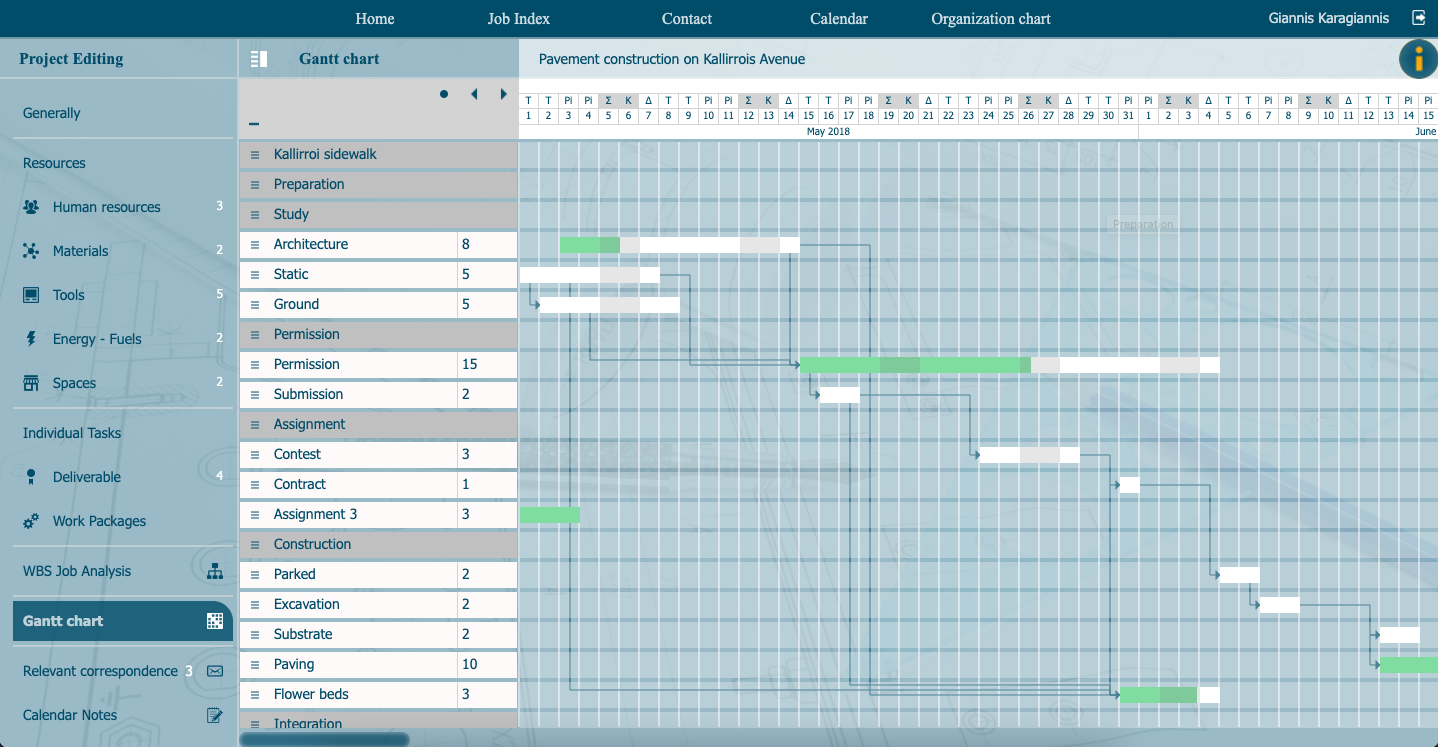 Home Job Index Contact Calendar Organization chart Giannis Karagiannis
Project Editing
Gantt chart
Pavement construction on Kallirrois Avenue
Generally
Resources
Human resources 3
Materials 2
Tools 5
Energy - Fuels 2
Spaces 2
Individual Tasks
Deliverable 4
Work Packages
WBS Job Analysis
Gantt chart
Relevant correspondence 3
Calendar Notes
T T PI PI Σ K Δ T T PI PI Σ K Δ T T PI PI Σ K Δ T T PI PI Σ K Δ T T PI PI Σ K Δ T T PI PI Σ K Δ T T PI PI
1 2 3 4 5 6 7 8 9 10 11 12 13 14 15 16 17 18 19 20 21 22 23 24 25 26 27 28 29 30 31 1 2 3 4 5 6 7 8 9 10 11 12 13 14 15
May 2018 June
Kallirroi sidewalk
Preparation
Study
Preparation
Architecture 8
Static 5
Ground 5
Permission
Permission 15
Submission 2
Assignment
Contest 3
Contract 1
Assignment 3 3
Construction
Parked 2
Excavation 2
Substrate 2
Paving 10
Flower beds 3
Integration